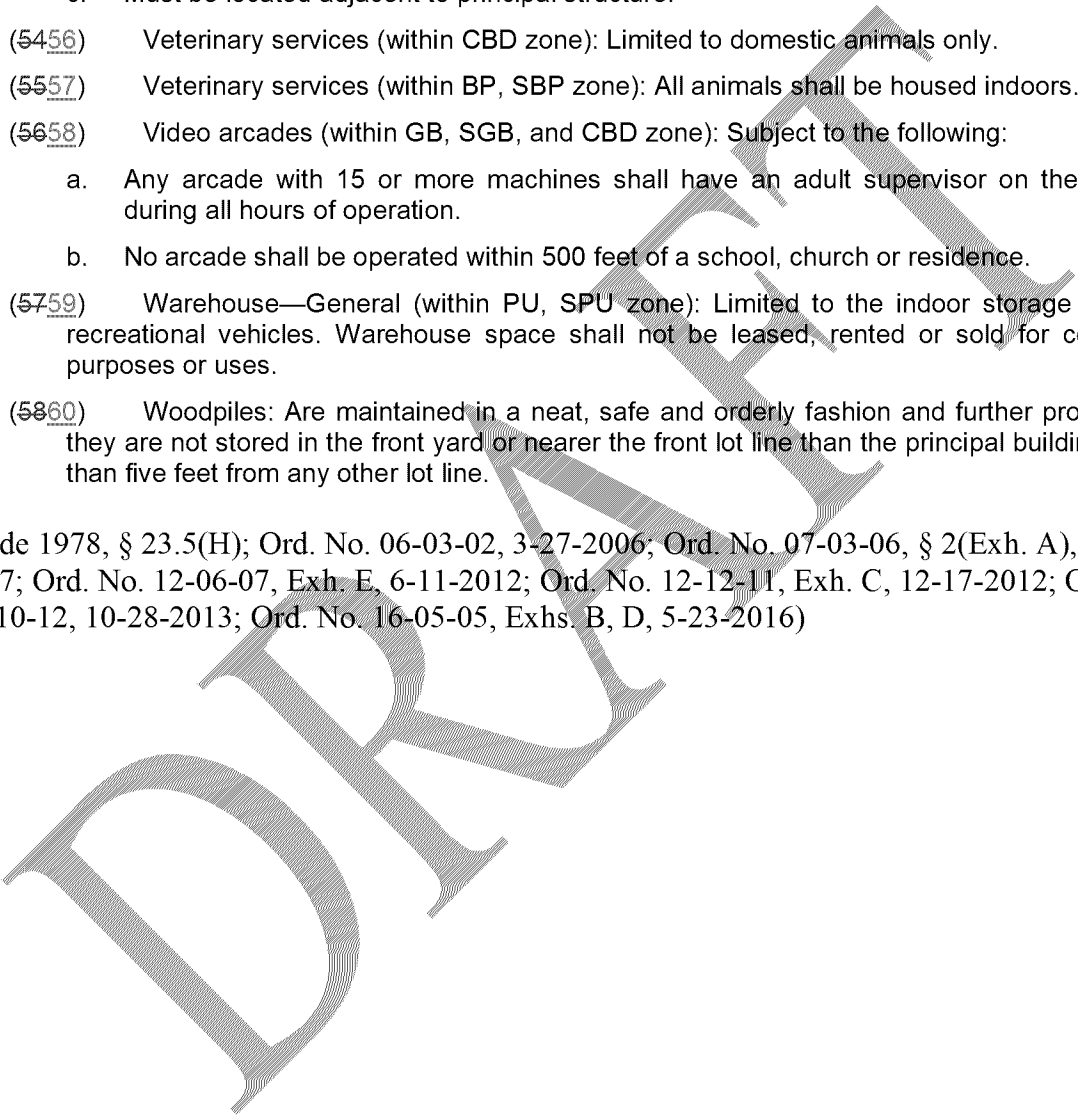 Must be located adjacent to principal structure.
(5456) Veterinary services (within CBD zone): Limited to domestic animals only.
(5557) Veterinary services (within BP, SBP zone): All animals shall be housed indoors.
(5658) Video arcades (within GB, SGB, and CBD zone): Subject to the following:
a. Any arcade with 15 or more machines shall have an adult supervisor on the
during all hours of operation.
b. No arcade shall be operated within 500 feet of a school, church or residence.
(5759) Warehouse—General (within PU, SPU zone): Limited to the indoor storage
recreational vehicles. Warehouse space shall not be leased, rented or sold for c
purposes or uses.
(5860) Woodpiles: Are maintained in a neat, safe and orderly fashion and further pro
they are not stored in the front yard or nearer the front lot line than the principal buildin
than five feet from any other lot line.
de 1978, § 23.5(H); Ord. No. 06-03-02, 3-27-2006; Ord. No. 07-03-06, § 2(Exh. A),
7; Ord. No. 12-06-07, Exh. E, 6-11-2012; Ord. No. 12-12-11, Exh. C, 12-17-2012; O
10-12, 10-28-2013; Ord. No. 16-05-05, Exhs. B, D, 5-23-2016)
DRAFT